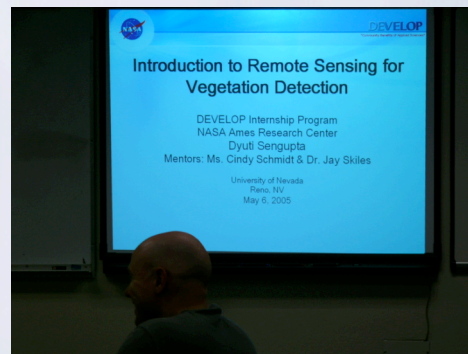 NASA
DEVELOP
Introduction to Remote Sensing for
Vegetation Detection
DEVELOP Internship Program
NASA Ames Research Center
Dyuti Sengupta
Mentors: Ms. Cindy Schmidt & Dr. Jay Skiles
University of Nevada
Reno, NV
May 6, 2005